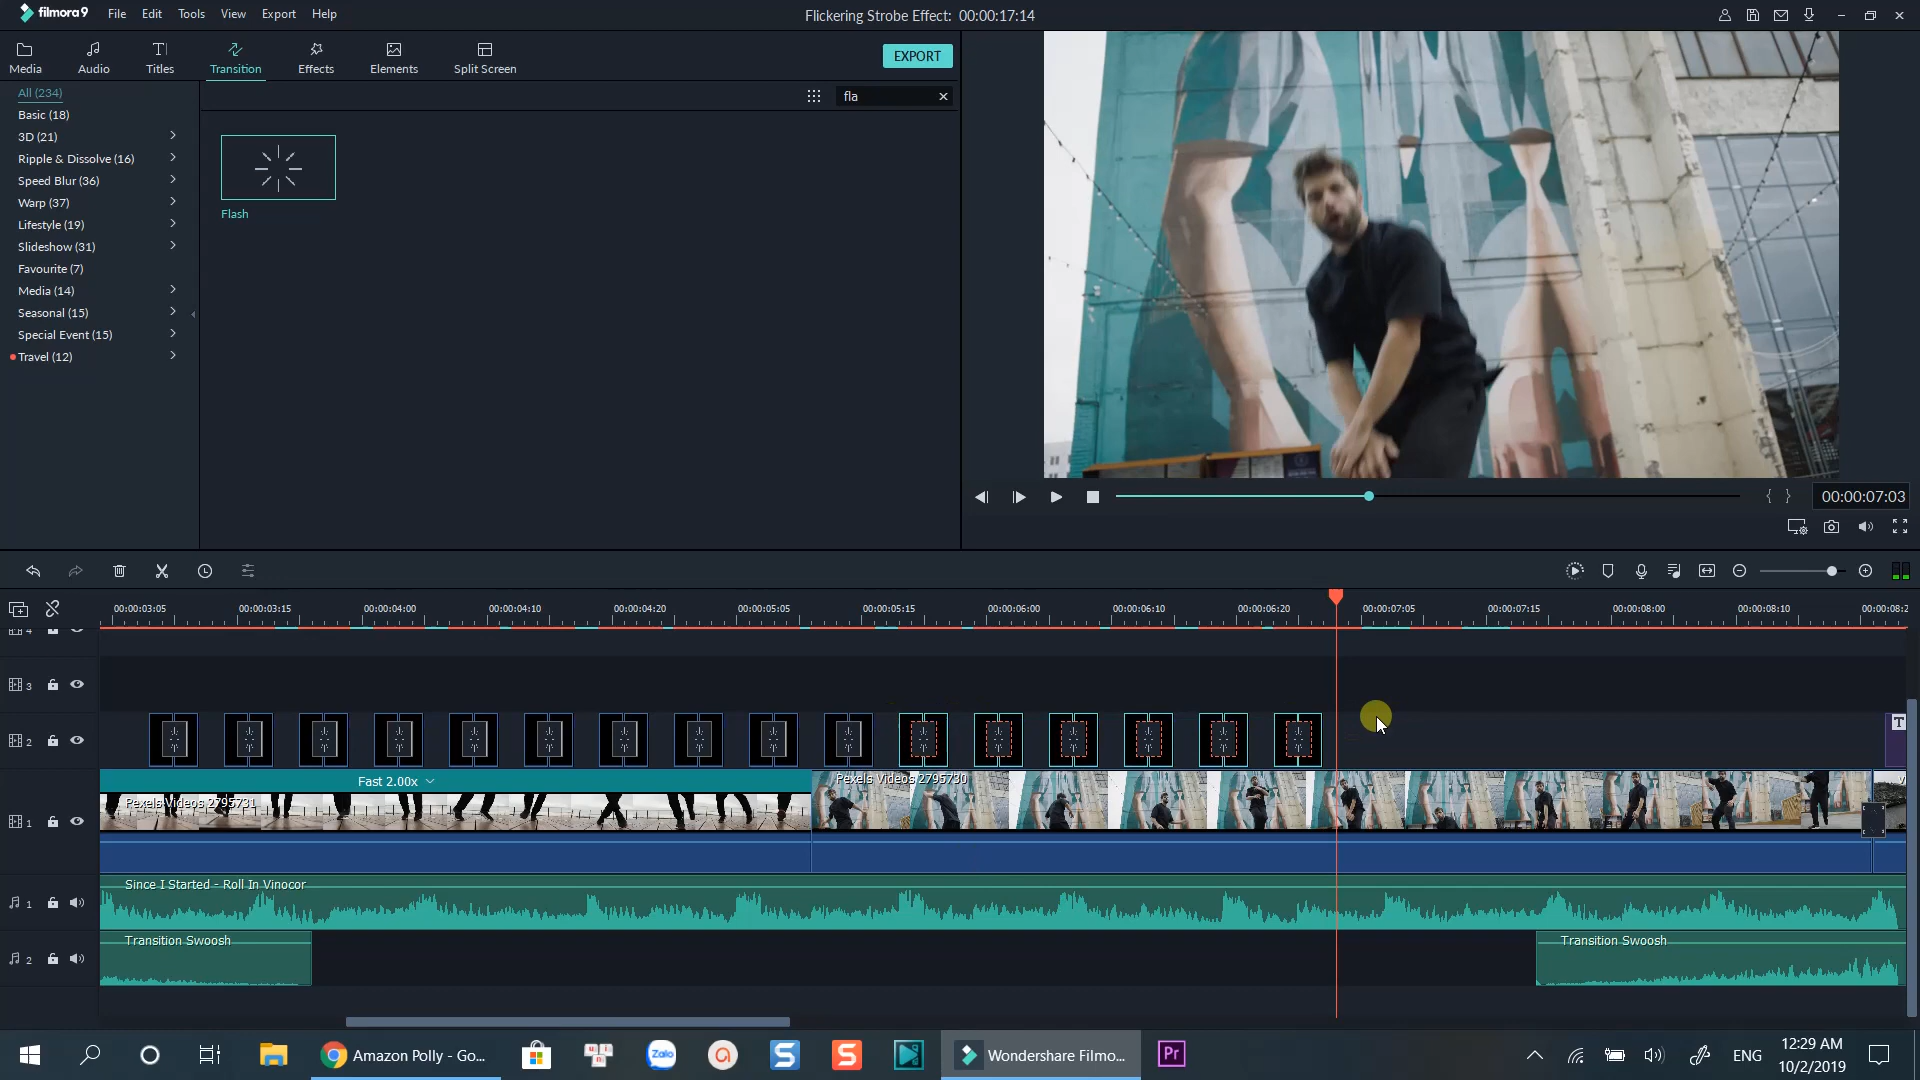 filmora9
File
Edit
Tools
View
Export
Help
Flickering Strobe Effect: 00:00:17:14
Media
Audio
Titles
Transition
Effects
Elements
Split Screen
EXPORT
All (234)
Basic (18)
3D (21)
Ripple & Dissolve (16)
Speed Blur (36)
Warp (37)
Lifestyle (19)
Slideshow (31)
Favourite (7)
Media (14)
Seasonal (15)
Special Event (15)
Travel (12)
fla
Flash
00:00:07:03
00:00:03:05
00:00:03:15
00:00:04:00
00:00:04:10
00:00:04:20
00:00:05:05
00:00:05:15
00:00:06:00
00:00:06:10
00:00:06:20
00:00:07:05
00:00:07:15
00:00:08:00
00:00:08:10
00:00:08:2
4
3
2
T
Fast 2.00x
Pexels Videos 2795731
Pexels Videos 2795730
1
Since I Started - Roll In Vinocor
1
Transition Swoosh
Transition Swoosh
2
Amazon Polly - Go...
Zalo
S
S
Wondershare Filmo...
Pr
ENG
12:29 AM
10/2/2019